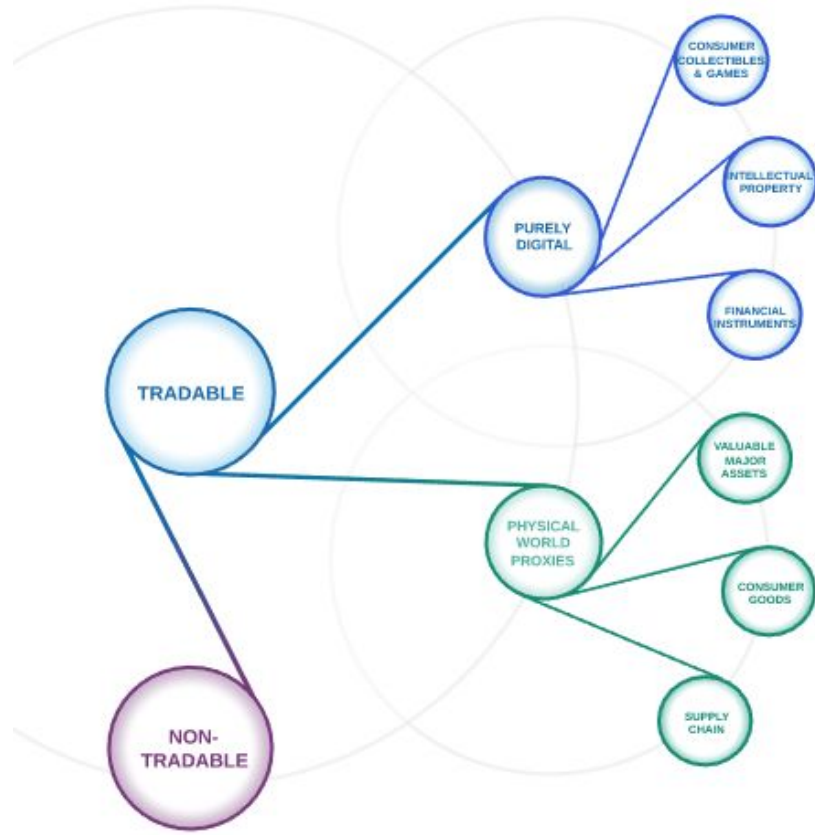 CONSUMER
COLLECTIBLES
& GAMES
INTELLECTUAL
PROPERTY
PURELY
DIGITAL
FINANCIAL
INSTRUMENTS
TRADABLE
VALUABLE
MAJOR
ASSETS
PHYSICAL
WORLD
PROXIES
CONSUMER
GOODS
SUPPLY
CHAIN
NON-
TRADABLE